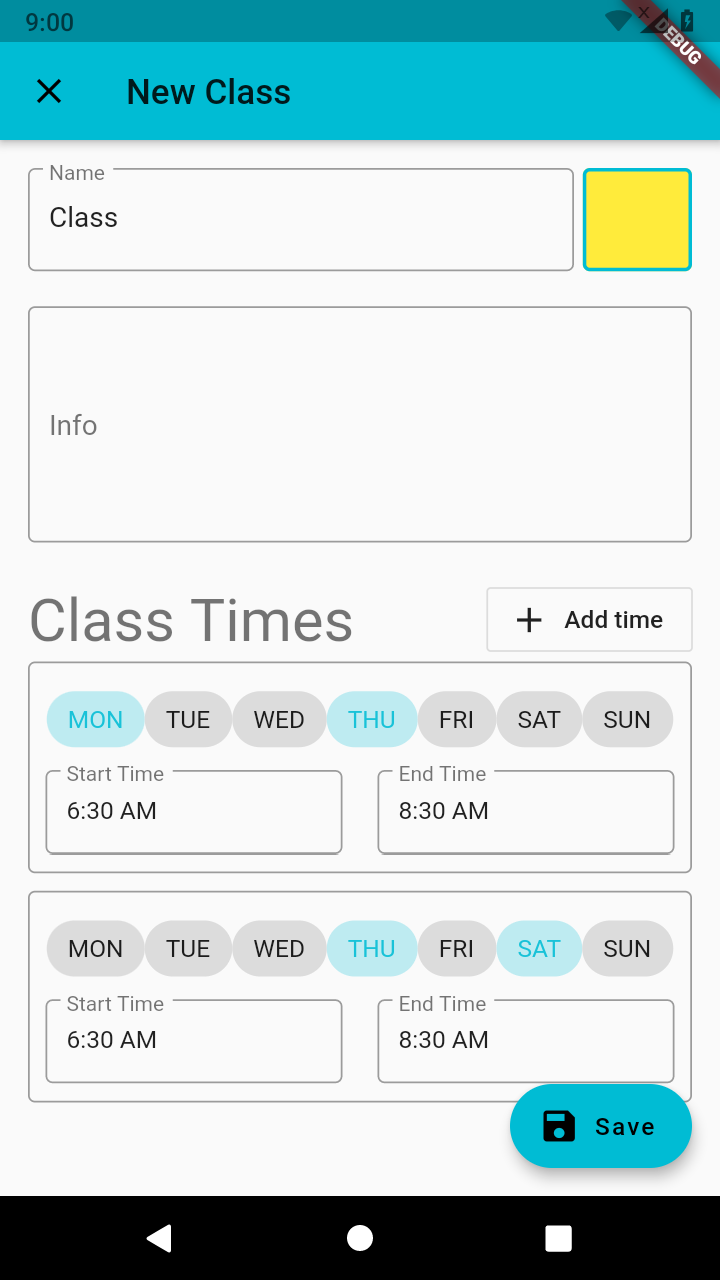 9:00
DEBUG
New Class
Name
Class
Info
Class Times
Add time
MON TUE WED THU FRI SAT SUN
Start Time End Time
6:30 AM 8:30 AM
MON TUE WED THU FRI SAT SUN
Start Time End Time
6:30 AM 8:30 AM
Save